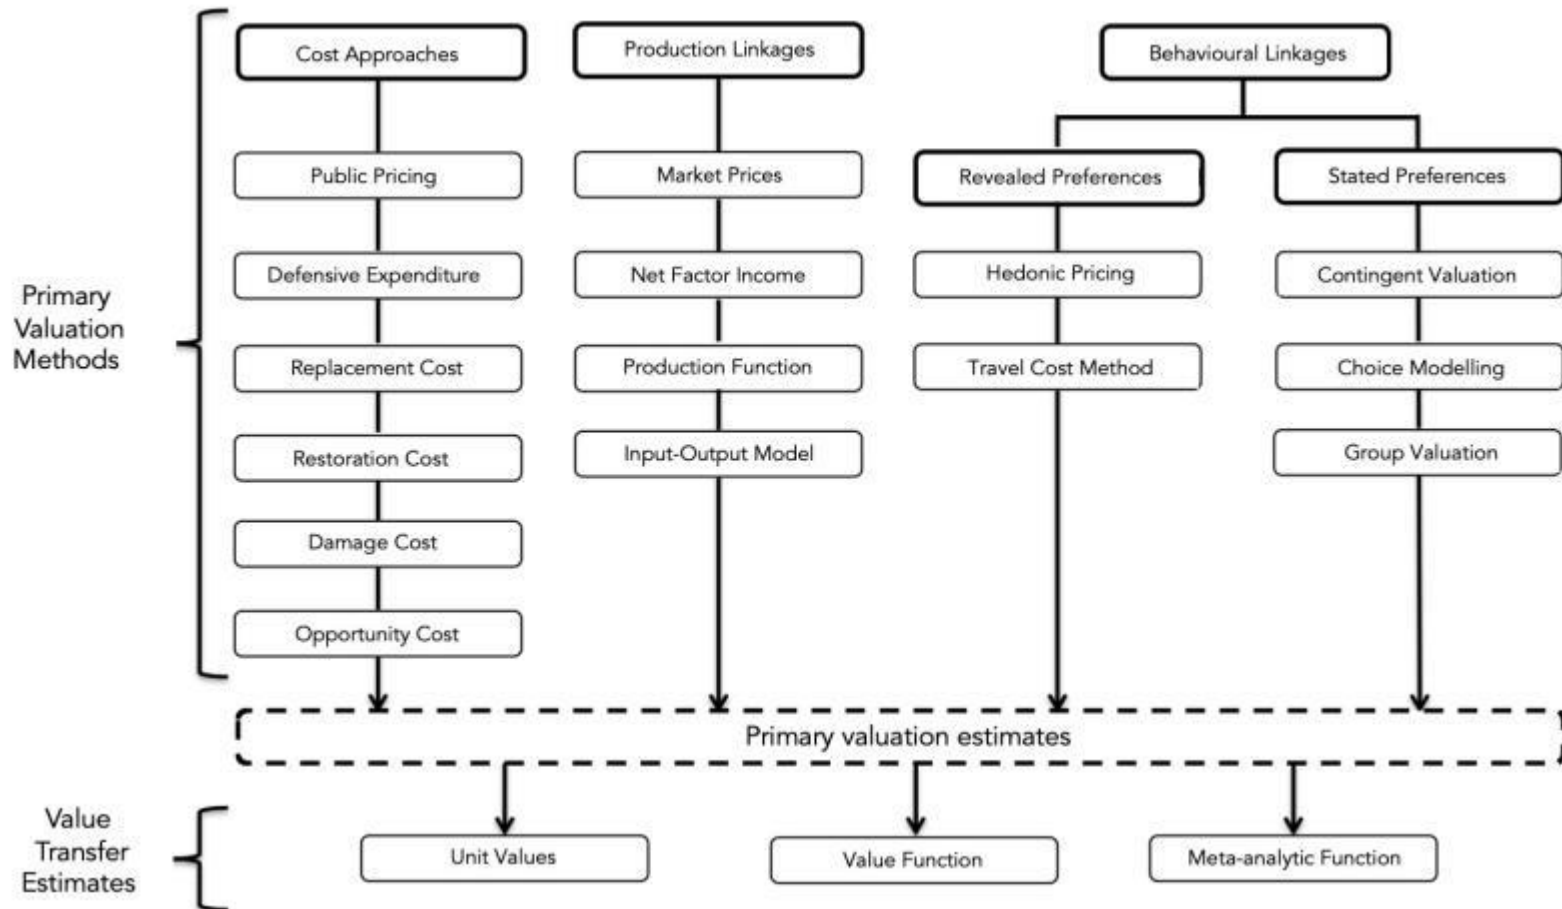 Cost Approaches
Production Linkages
Behavioural Linkages
Public Pricing
Market Prices
Revealed Preferences
Stated Preferences
Defensive Expenditure
Net Factor Income
Hedonic Pricing
Contingent Valuation
Primary
Valuation
Methods
Replacement Cost
Production Function
Travel Cost Method
Choice Modelling
Restoration Cost
Input-Output Model
Group Valuation
Damage Cost
Opportunity Cost
Primary valuation estimates
Value
Transfer
Estimates
Unit Values
Value Function
Meta-analytic Function